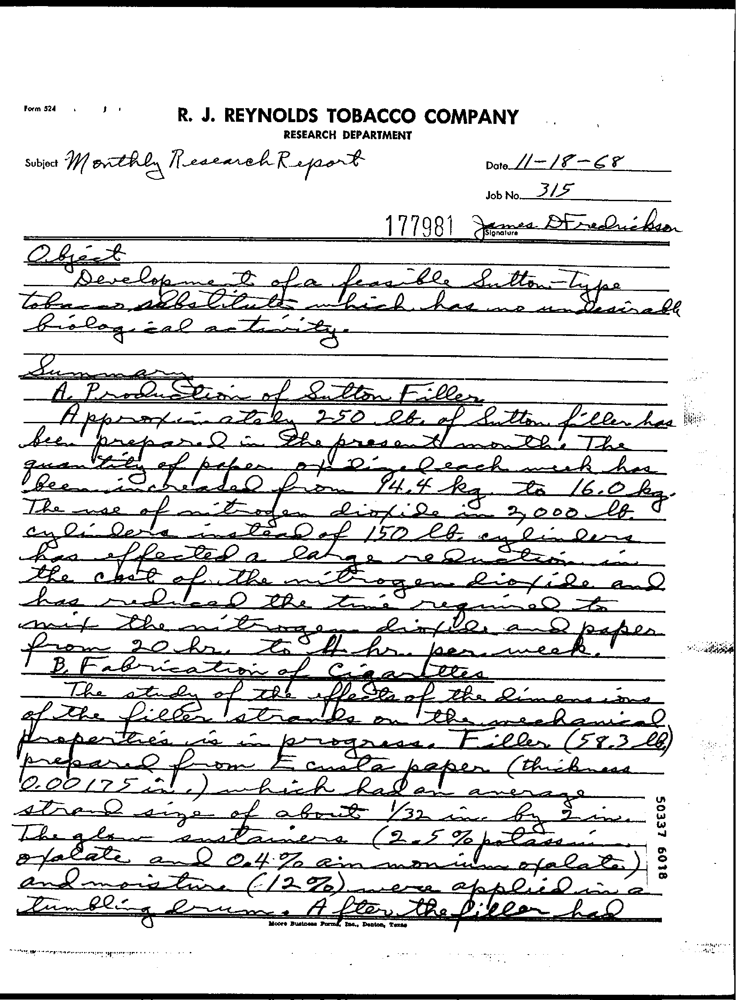 Form 524
R. J. REYNOLDS TOBACCO COMPANY
RESEARCH DEPARTMENT
Subject Monthly Research Report
Date 11-18-68
Job No. 315
177981 James D Fredrickson
Signature
Object
Development of a feasible Sutton-Type
tobacco substitute which has no undesirable
biological activity.
Summary
A. Production of Sutton Filler
Approximately 250 lb. of Sutton filler has
been prepared in the present month. The
quantity of paper oxidized each week has
been increased from 14.4 kg. to 16.0 kg.
The use of nitrogen dioxide in 2,000 lb.
cylinders instead of 150 lb. cylinders
has effected a large reduction in
the cost of the nitrogen dioxide and
has reduced the time required to
mix the nitrogen dioxide and paper
from 20 hr. to 4 hr. per week.
B. Fabrication of Cigarettes
The study of the effects of the dimensions
of the filler strands on the mechanical
properties is in progress. Filler (58.3 lb)
prepared from Ecusta paper (thickness
0.00175 in.) which had an average
strand size of about 1/32 in. by 2 in.
The glow sustainers (2.5% potassium
oxalate and 0.4% ammonium oxalate)
and moisture (12%) were applied in a
tumbling drum. After the filler had
Moore Business Forms, Inc., Denton, Texas
50337 6018